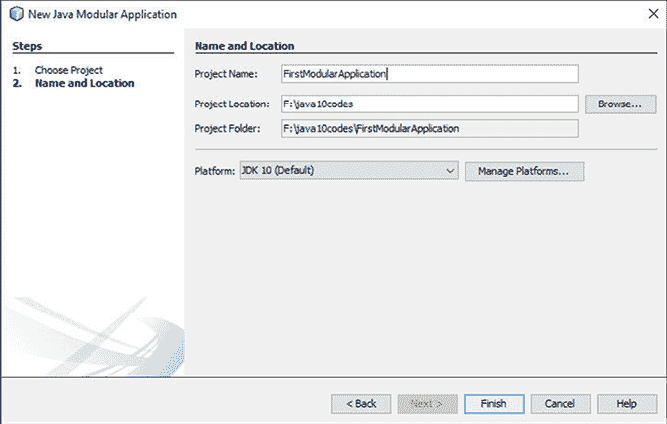 New Java Modular Application
Steps
1. Choose Project
2. Name and Location
Name and Location
Project Name: FirstModularApplication
Project Location: F:\java10codes Browse...
Project Folder: F:\java10codes\FirstModularApplication
Platform: JDK 10 (Default) Manage Platforms...
< Back Next > Finish Cancel Help